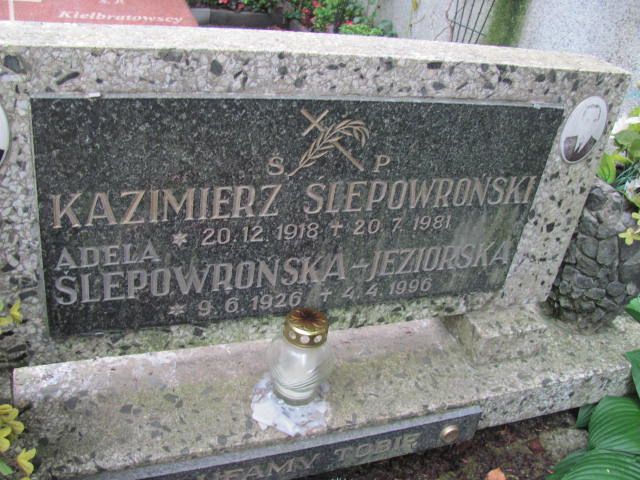 Ś.P.
Kiełbratowscy
S P
KAZIMIERZ ŚLEPOWROŃSKI
* 20.12.1918 + 20.7.1981
ADELA
ŚLEPOWROŃSKA-JEZIORSKA
* 9.6.1926 + 4.4.1996
UFAMY TOBIE